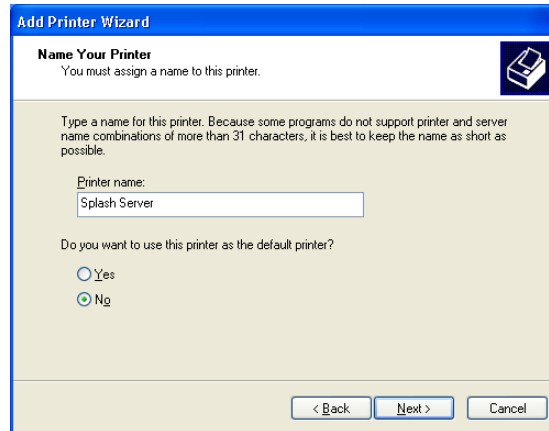 Add Printer Wizard
Name Your Printer
You must assign a name to this printer.
Type a name for this printer. Because some programs do not support printer and server
name combinations of more than 31 characters, it is best to keep the name as short as
possible.
Printer name:
Splash Server
Do you want to use this printer as the default printer?
Yes
No
< Back
Next >
Cancel